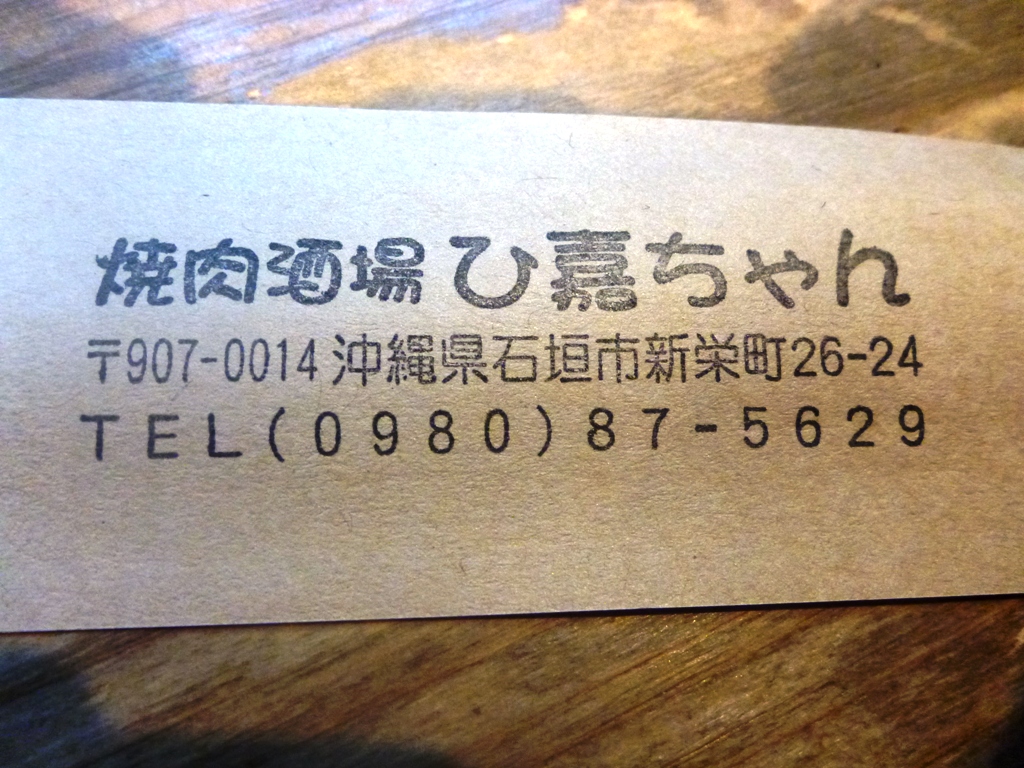 焼肉酒場 ひ嘉ちゃん
〒907-0014 沖縄県石垣市新栄町26-24
TEL(0980)87-5629